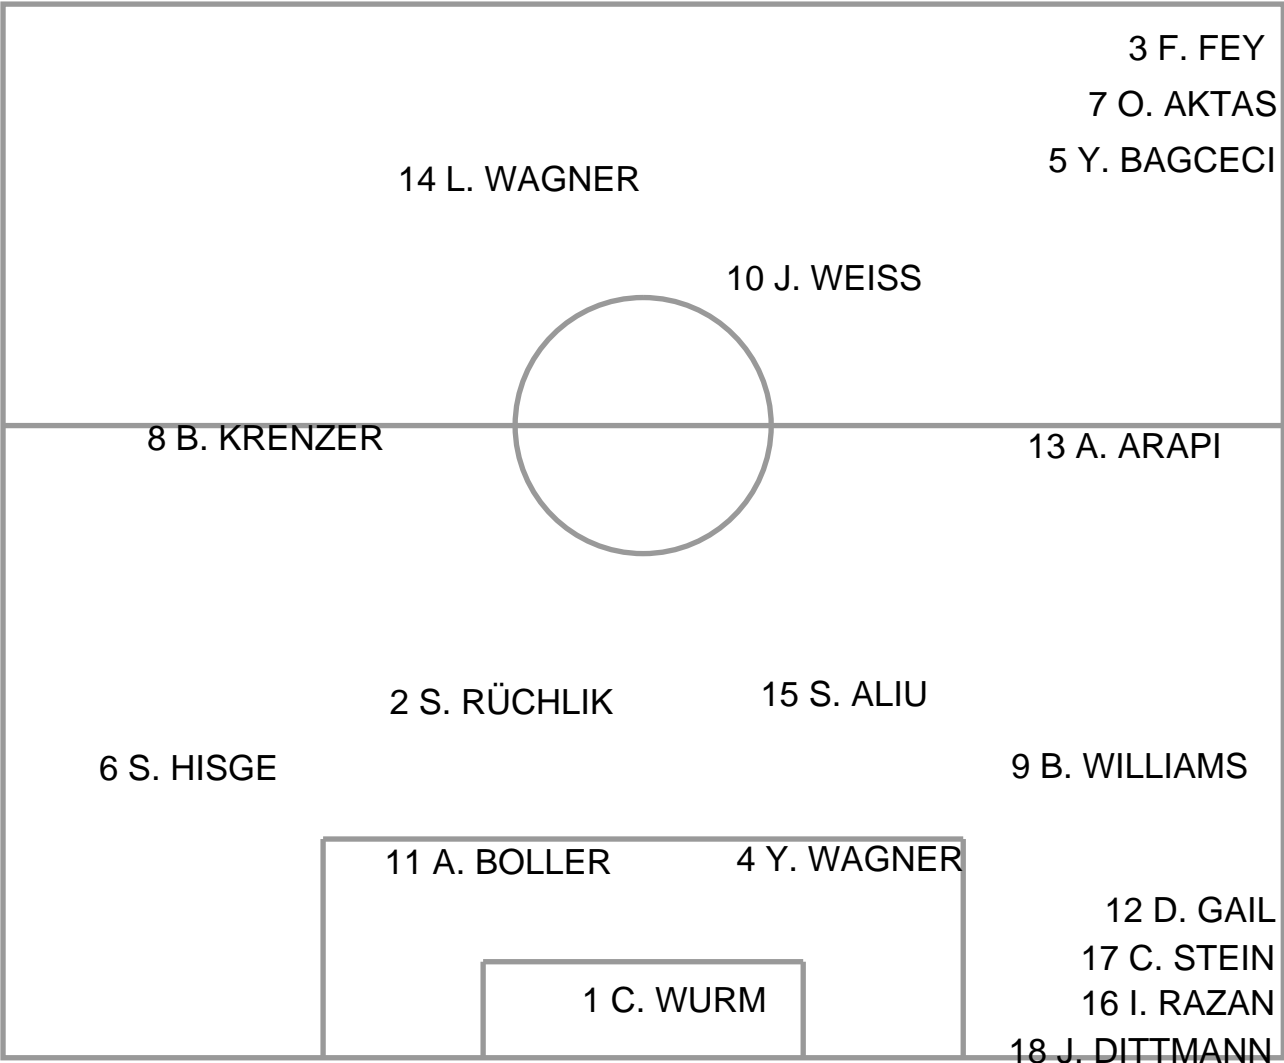 3 F. FEY
7 O. AKTAS
5 Y. BAGCECI
14 L. WAGNER
10 J. WEISS
8 B. KRENZER
13 A. ARAPI
2 S. RÜCHLIK
15 S. ALIU
6 S. HISGE
9 B. WILLIAMS
11 A. BOLLER
4 Y. WAGNER
12 D. GAIL
17 C. STEIN
1 C. WURM
16 I. RAZAN
18 J. DITTMANN